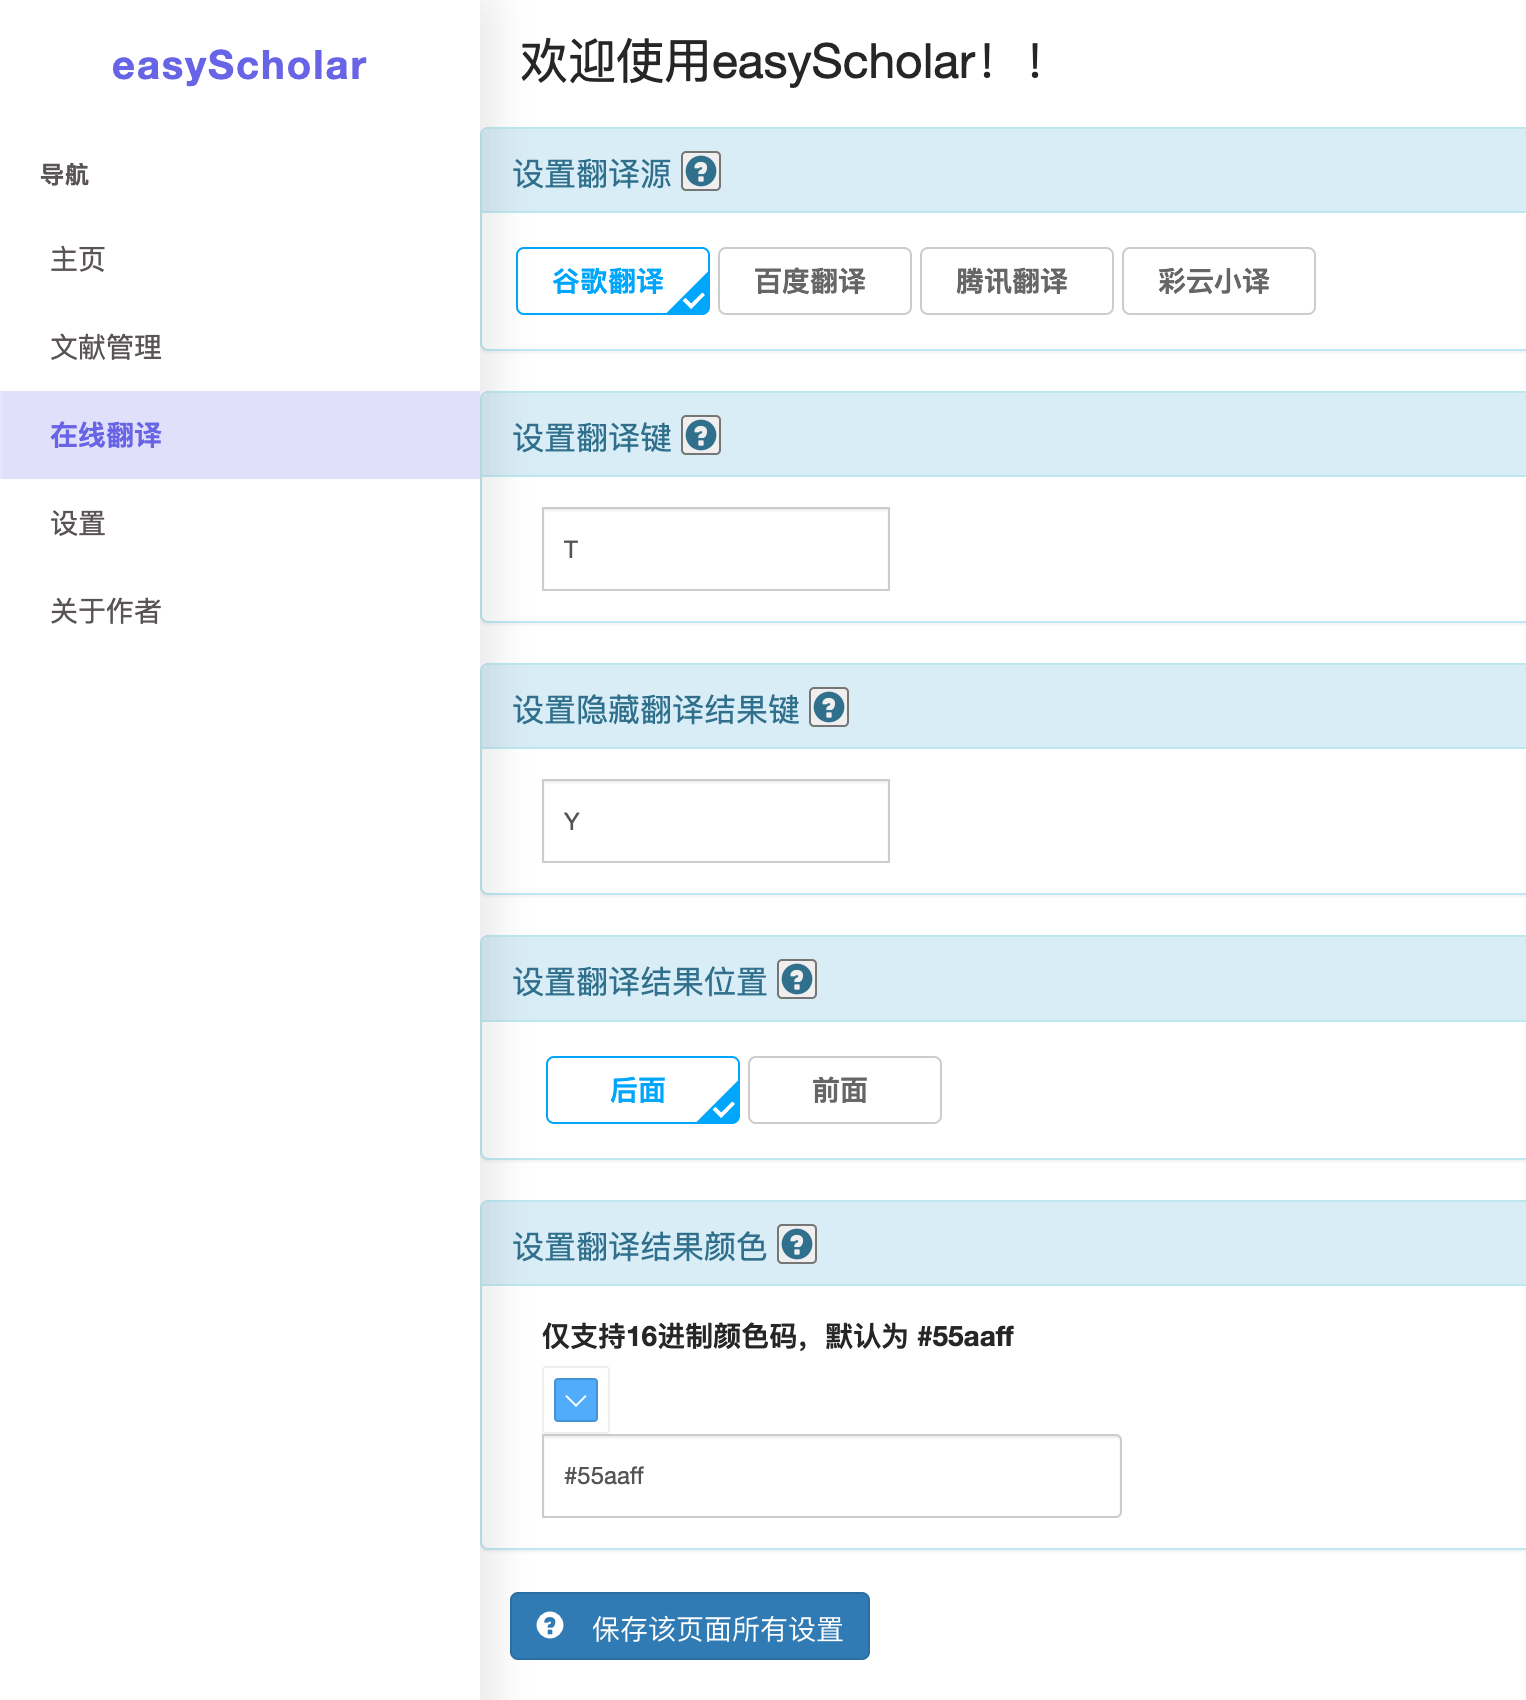 easyScholar
导航
主页
文献管理
在线翻译
设置
关于作者
欢迎使用easyScholar！！
设置翻译源
谷歌翻译 百度翻译 腾讯翻译 彩云小译
设置翻译键
T
设置隐藏翻译结果键
Y
设置翻译结果位置
后面 前面
设置翻译结果颜色
仅支持16进制颜色码，默认为 #55aaff
#55aaff
保存该页面所有设置